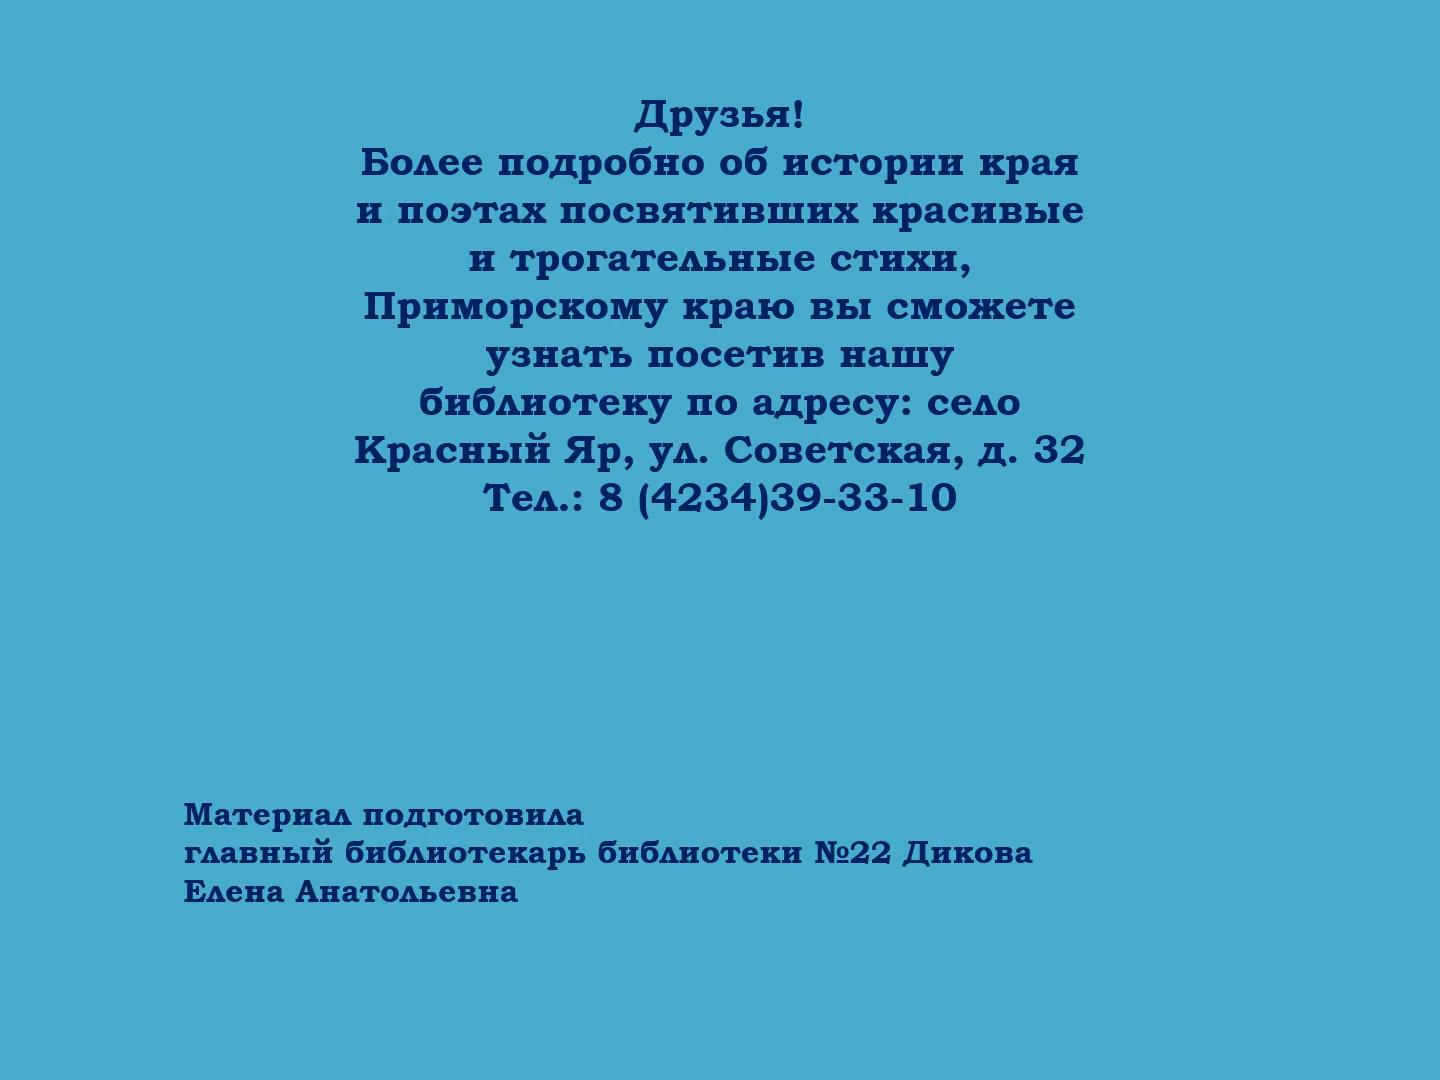 Друзья!
Более подробно об истории края
и поэтах посвятивших красивые
и трогательные стихи,
Приморскому краю вы сможете
узнать посетив нашу
библиотеку по адресу: село
Красный Яр, ул. Советская, д. 32
Тел.: 8 (4234)39-33-10
Материал подготовила
главный библиотекарь библиотеки №22 Дикова
Елена Анатольевна